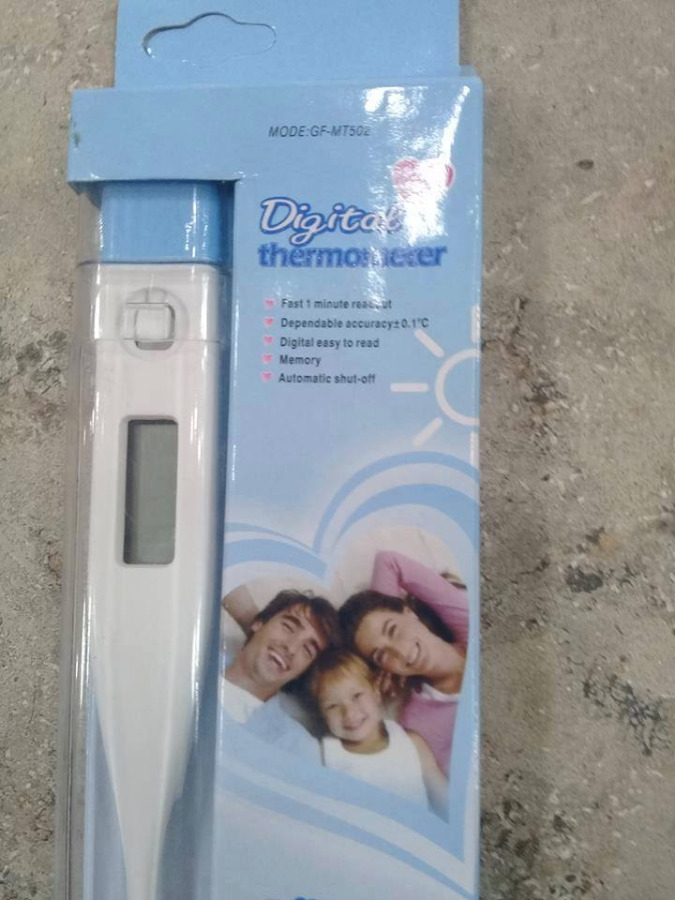 MODE:GF-MT502
Digital
thermometer
Fast 1 minute readout
Dependable accuracy±0.1°C
Digital easy to read
Memory
Automatic shut-off